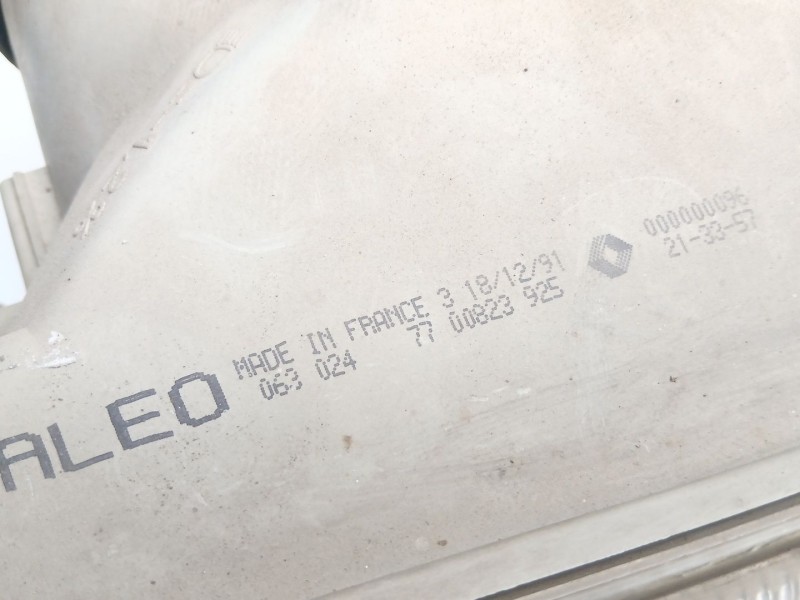 ALEO
MADE IN FRANCE 3 18/12/91
063 024 77 00823 925
000000096
21-33-57